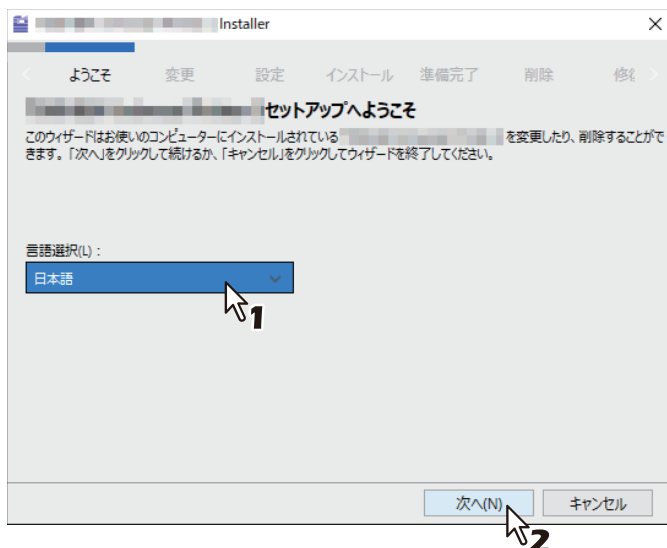 Installer
ようこそ 変更 設定 インストール 準備完了 削除
セットアップへようこそ
このウィザードはお使いのコンピューターにインストールされている を変更したり、削除することがで
きます。「次へ」をクリックして続けるか、「キャンセル」をクリックしてウィザードを終了してください。
言語選択(L)：
日本語
1
次へ(N) キャンセル
2